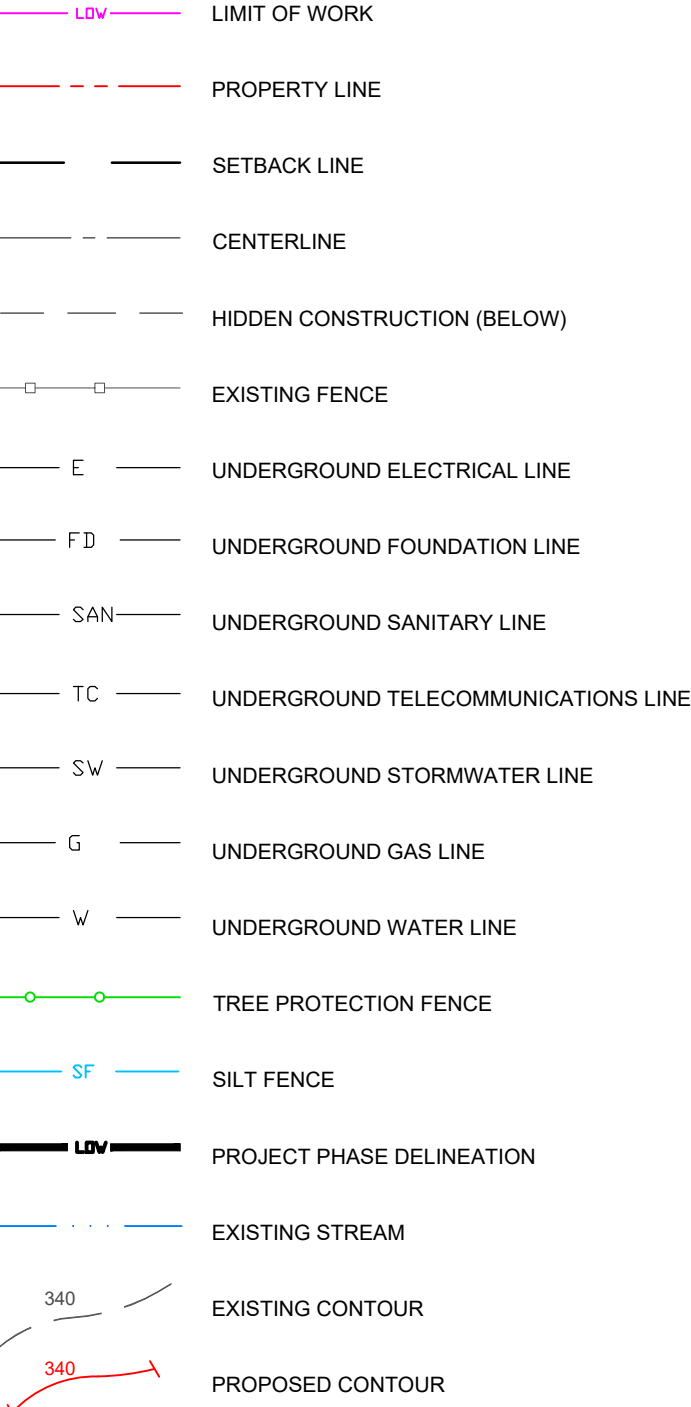 LOW LIMIT OF WORK
PROPERTY LINE
SETBACK LINE
CENTERLINE
HIDDEN CONSTRUCTION (BELOW)
EXISTING FENCE
E UNDERGROUND ELECTRICAL LINE
FD UNDERGROUND FOUNDATION LINE
SAN UNDERGROUND SANITARY LINE
TC UNDERGROUND TELECOMMUNICATIONS LINE
SW UNDERGROUND STORMWATER LINE
G UNDERGROUND GAS LINE
W UNDERGROUND WATER LINE
TREE PROTECTION FENCE
SF SILT FENCE
LOW PROJECT PHASE DELINEATION
EXISTING STREAM
340 EXISTING CONTOUR
340 PROPOSED CONTOUR